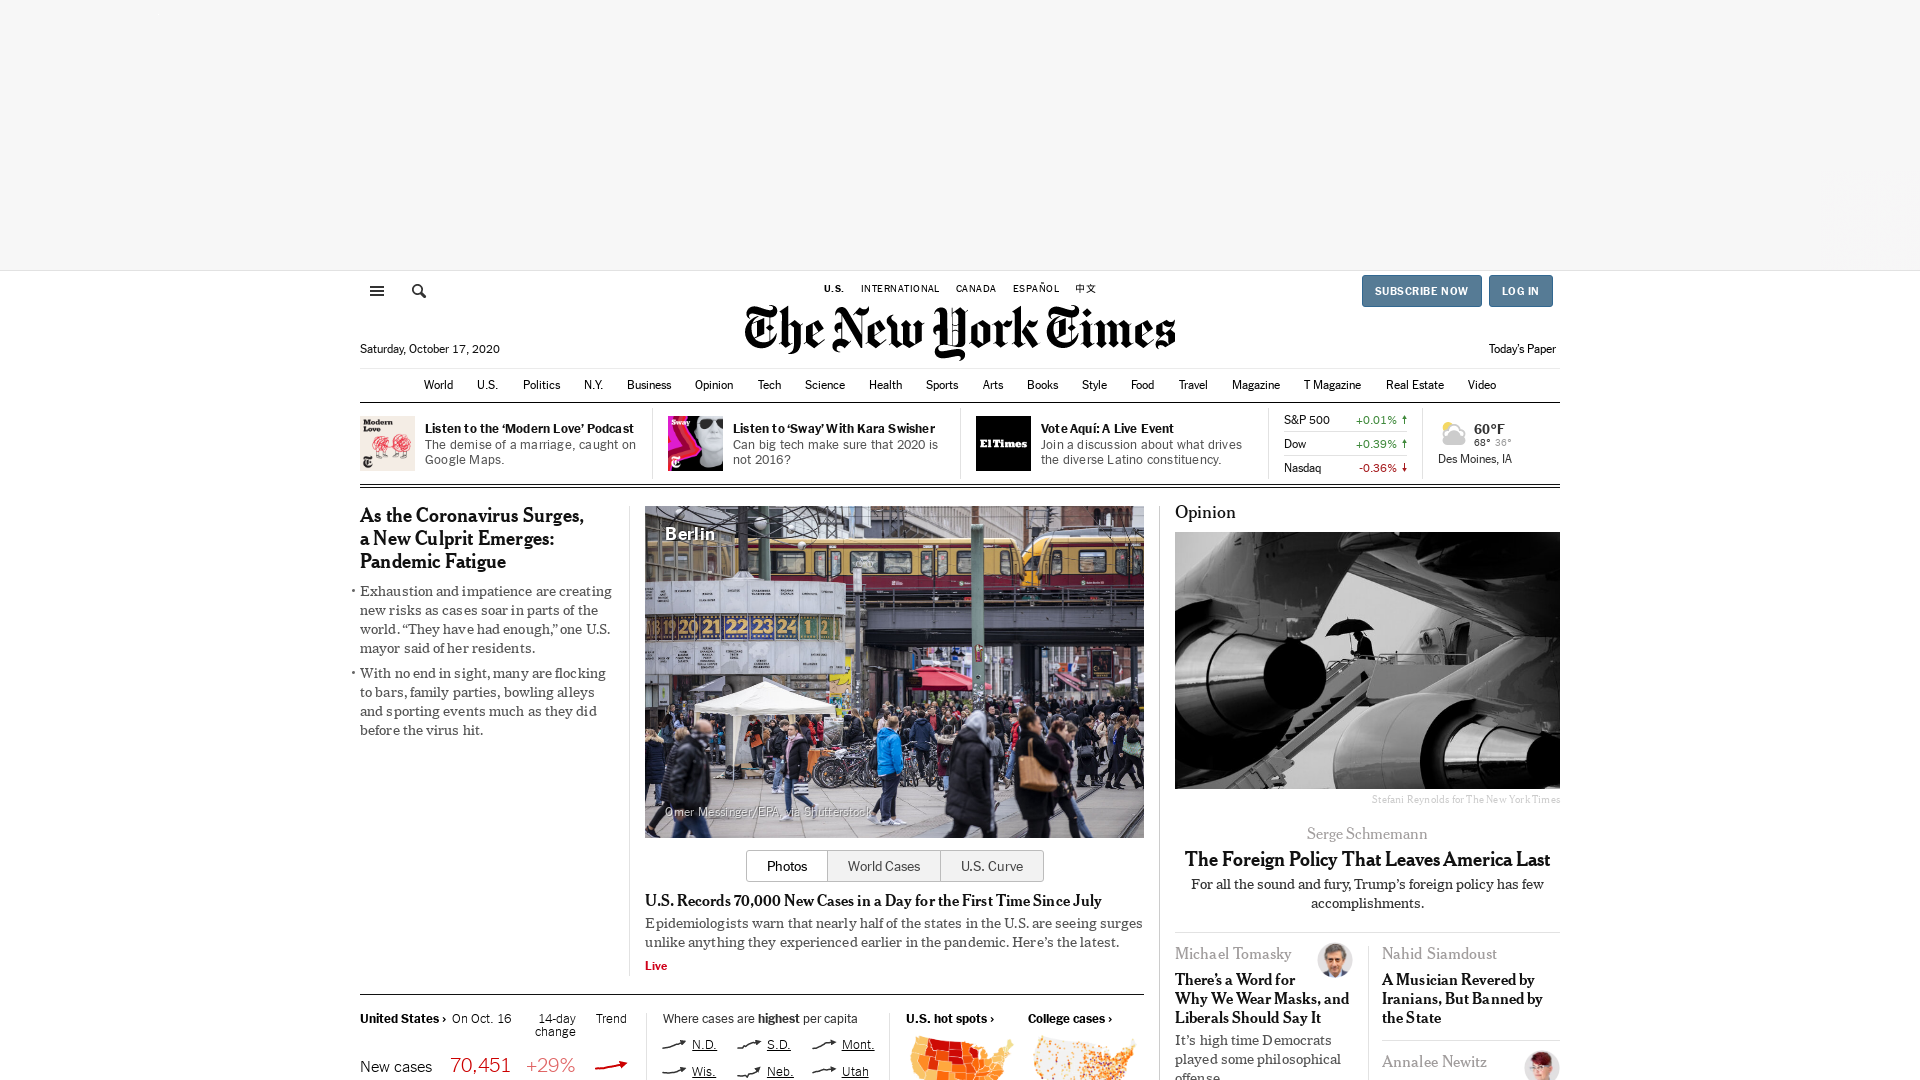 U.S.
INTERNATIONAL
CANADA
ESPAÑOL
中文
SUBSCRIBE NOW
LOG IN
The New York Times
Saturday, October 17, 2020
Today's Paper
World
U.S.
Politics
N.Y.
Business
Opinion
Tech
Science
Health
Sports
Arts
Books
Style
Food
Travel
Magazine
T Magazine
Real Estate
Video
Modern
Love
Listen to the ‘Modern Love’ Podcast
The demise of a marriage, caught on
Google Maps.
Sway
Listen to ‘Sway’ With Kara Swisher
Can big tech make sure that 2020 is
not 2016?
El Times
Vote Aquí: A Live Event
Join a discussion about what drives
the diverse Latino constituency.
S&P 500 +0.01% ↑
Dow +0.39% ↑
Nasdaq -0.36% ↓
60°F
68° 36°
Des Moines, IA
As the Coronavirus Surges,
a New Culprit Emerges:
Pandemic Fatigue
• Exhaustion and impatience are creating
new risks as cases soar in parts of the
world. “They have had enough,” one U.S.
mayor said of her residents.
• With no end in sight, many are flocking
to bars, family parties, bowling alleys
and sporting events much as they did
before the virus hit.
Berlin
20 21 22 23 24 1 2
Omer Messinger/EPA, via Shutterstock
Photos
World Cases
U.S. Curve
U.S. Records 70,000 New Cases in a Day for the First Time Since July
Epidemiologists warn that nearly half of the states in the U.S. are seeing surges
unlike anything they experienced earlier in the pandemic. Here’s the latest.
Live
United States › On Oct. 16 14-day
change
Trend
New cases 70,451 +29%
Where cases are highest per capita
N.D. S.D. Mont.
Wis. Neb. Utah
U.S. hot spots ›
College cases ›
Opinion
Stefani Reynolds for The New York Times
Serge Schmemann
The Foreign Policy That Leaves America Last
For all the sound and fury, Trump’s foreign policy has few
accomplishments.
Michael Tomasky
There’s a Word for
Why We Wear Masks, and
Liberals Should Say It
It’s high time Democrats
played some philosophical
offense.
Nahid Siamdoust
A Musician Revered by
Iranians, But Banned by
the State
Annalee Newitz